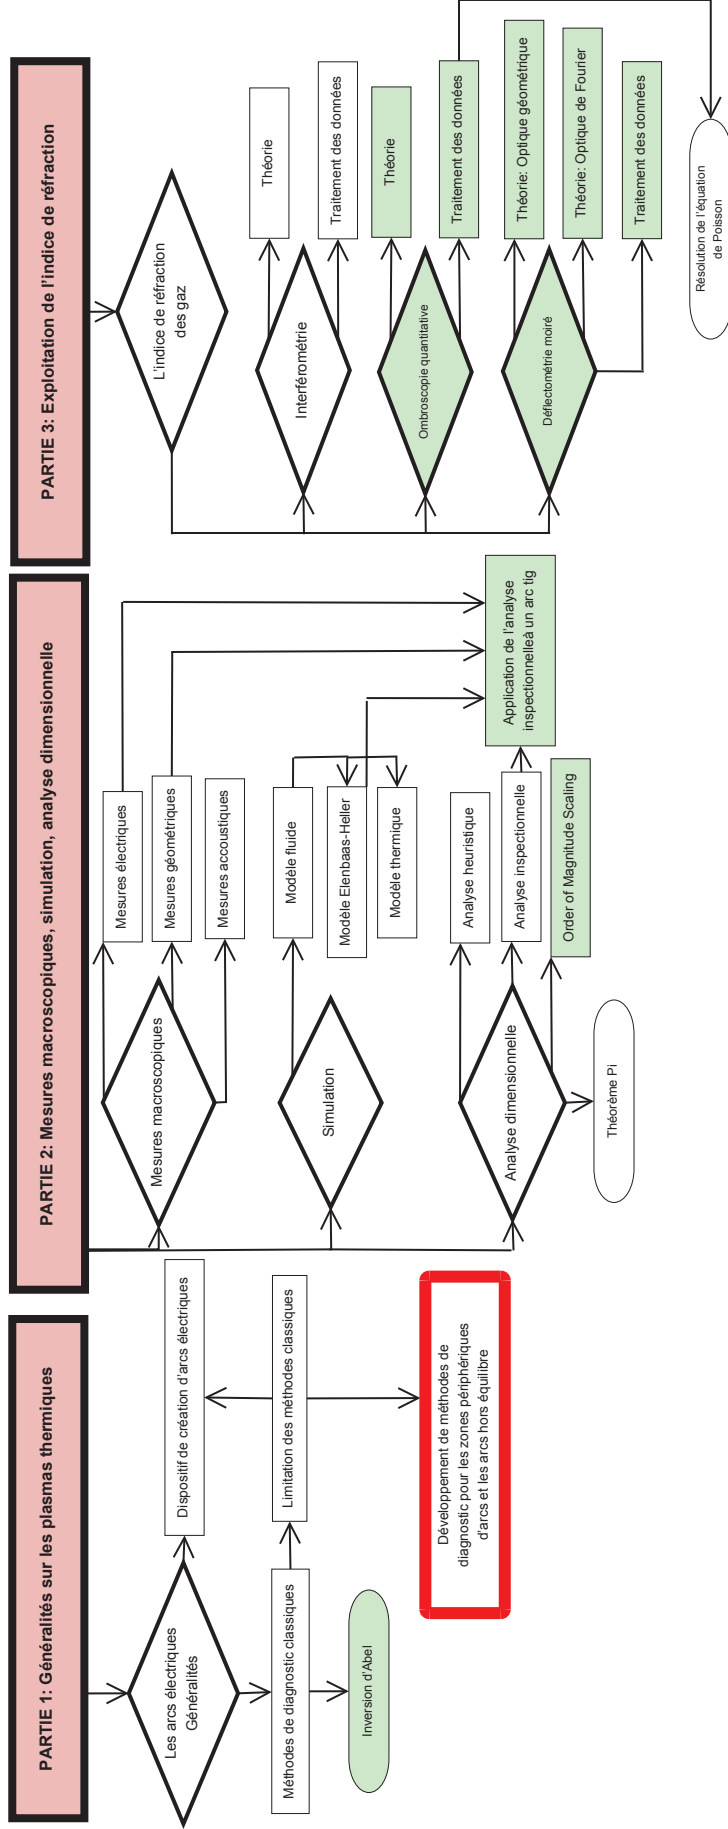 PARTIE 1: Généralités sur les plasmas thermiques
Les arcs électriques
Généralités
Dispositif de création d'arcs électriques
Méthodes de diagnostic classiques
Limitation des méthodes classiques
Inversion d'Abel
Développement de méthodes de
diagnostic pour les zones périphériques
d'arcs et les arcs hors équilibre
PARTIE 2: Mesures macroscopiques, simulation, analyse dimensionnelle
Mesures macroscopiques
Mesures électriques
Mesures géométriques
Mesures accoustiques
Simulation
Modèle fluide
Modèle Elenbaas-Heller
Modèle thermique
Analyse dimensionnelle
Analyse heuristique
Analyse inspectionnelle
Order of Magnitude Scaling
Théorème Pi
Application de l'analyse
inspectionnelleà un arc tig
PARTIE 3: Exploitation de l'indice de réfraction
L'indice de réfraction
des gaz
Interférométrie
Théorie
Traitement des données
Ombroscopie quantitative
Théorie
Traitement des données
Déflectométrie moiré
Théorie: Optique géométrique
Théorie: Optique de Fourier
Traitement des données
Résolution de l'équation
de Poisson